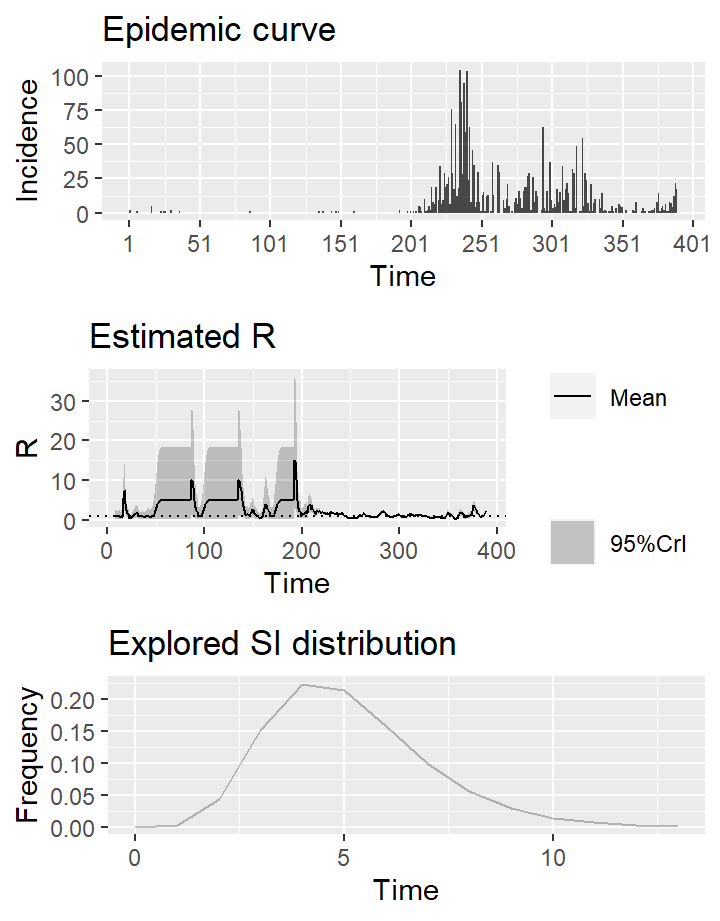 Epidemic curve
Incidence
100
75
50
25
0
1 51 101 151 201 251 301 351 401
Time
Estimated R
R
30
20
10
0
0 100 200 300 400
Time
Mean
95%CrI
Explored SI distribution
Frequency
0.20
0.15
0.10
0.05
0.00
0 5 10
Time